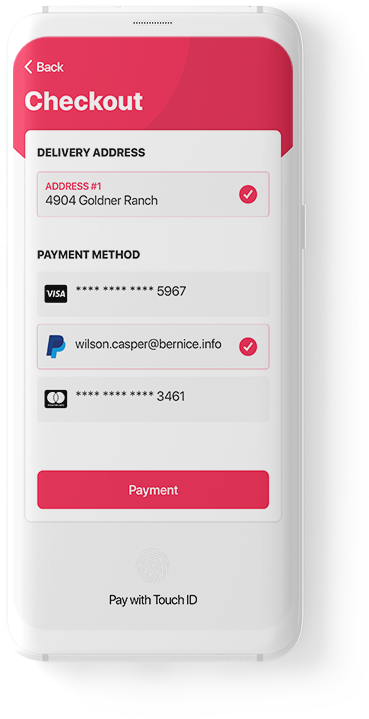 Back
Checkout
DELIVERY ADDRESS
ADDRESS #1
4904 Goldner Ranch
PAYMENT METHOD
VISA **** **** **** 5967
wilson.casper@bernice.info
**** **** **** 3461
Payment
Pay with Touch ID